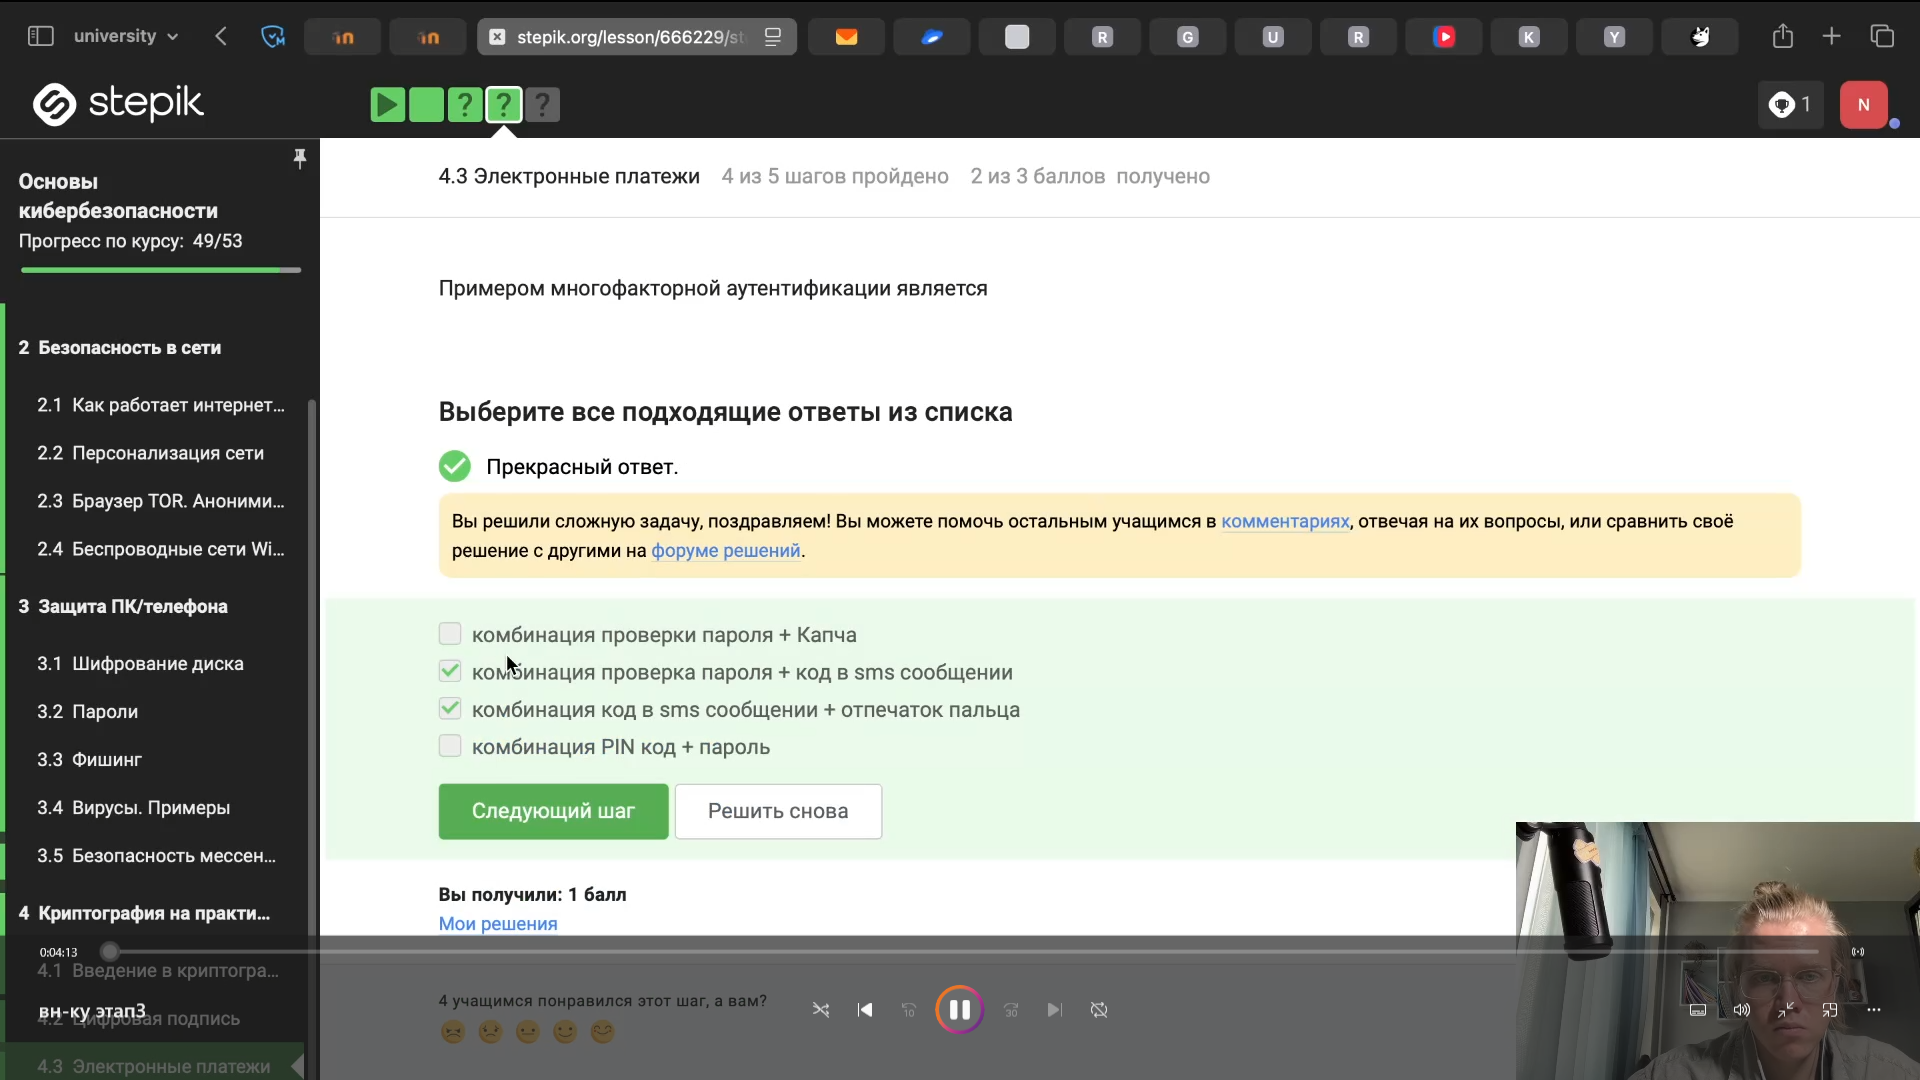 university
stepik.org/lesson/666229/st
R
G
U
R
K
Y
stepik
?
?
?
1
N
Основы
кибербезопасности
Прогресс по курсу: 49/53
2 Безопасность в сети
2.1 Как работает интернет...
2.2 Персонализация сети
2.3 Браузер TOR. Аноними...
2.4 Беспроводные сети Wi...
3 Защита ПК/телефона
3.1 Шифрование диска
3.2 Пароли
3.3 Фишинг
3.4 Вирусы. Примеры
3.5 Безопасность мессен...
4 Криптография на практи...
4.1 Введение в криптогра...
4.2 Цифровая подпись
4.3 Электронные платежи
4.3 Электронные платежи 4 из 5 шагов пройдено 2 из 3 баллов получено
Примером многофакторной аутентификации является
Выберите все подходящие ответы из списка
Прекрасный ответ.
Вы решили сложную задачу, поздравляем! Вы можете помочь остальным учащимся в комментариях, отвечая на их вопросы, или сравнить своё
решение с другими на форуме решений.
комбинация проверки пароля + Капча
комбинация проверка пароля + код в sms сообщении
комбинация код в sms сообщении + отпечаток пальца
комбинация PIN код + пароль
Следующий шаг
Решить снова
Вы получили: 1 балл
Мои решения
4 учащимся понравился этот шаг, а вам?
0:04:13
вн-ку этап3
10
30